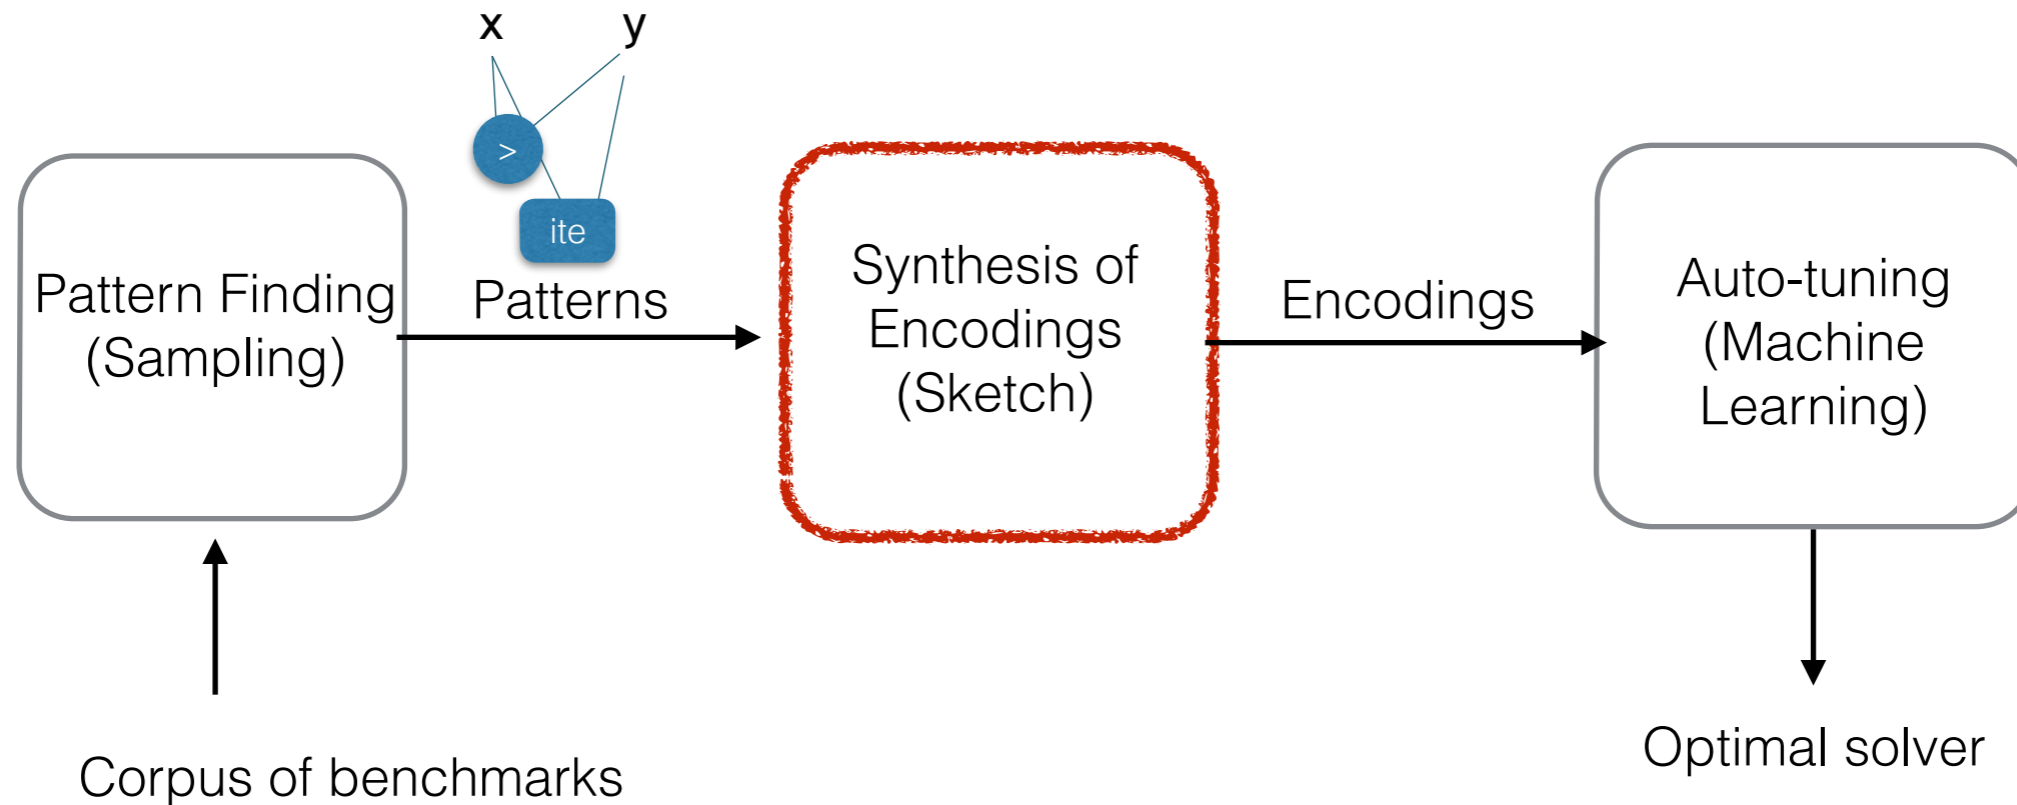 x y
>
ite
Pattern Finding
(Sampling)
Patterns
Synthesis of
Encodings
(Sketch)
Encodings
Auto-tuning
(Machine
Learning)
Corpus of benchmarks
Optimal solver